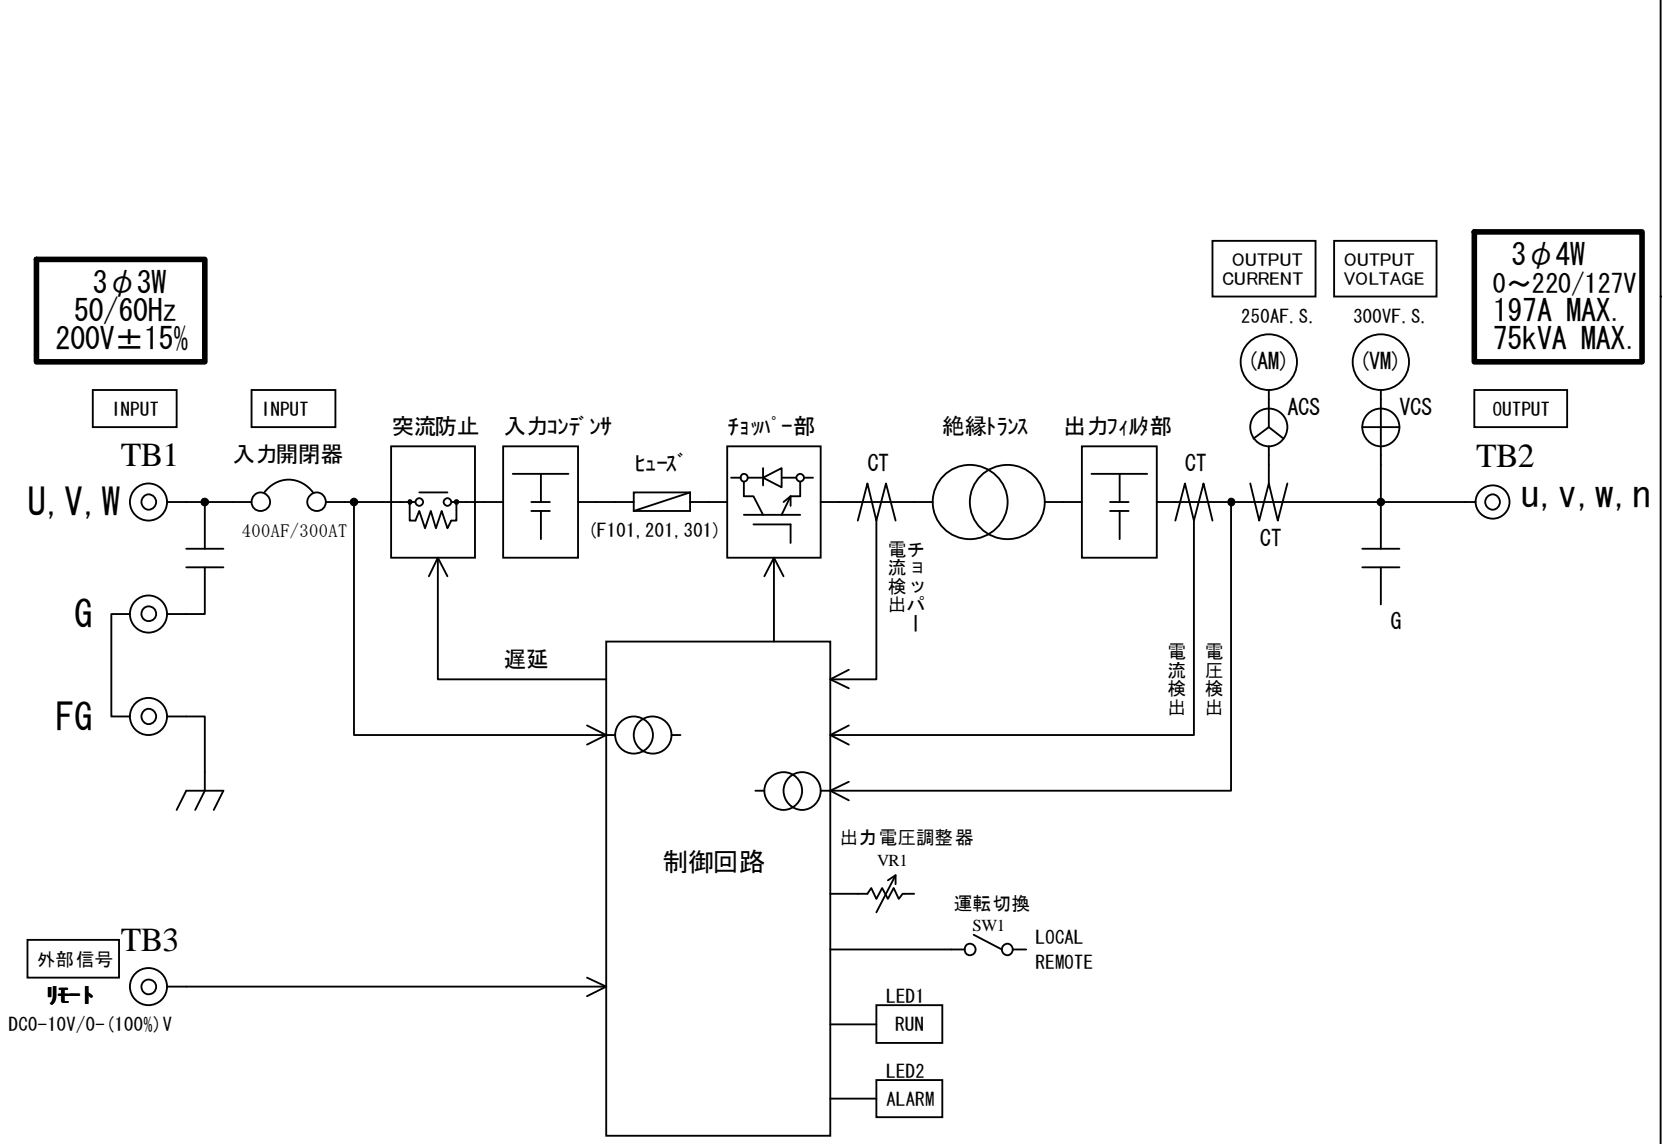 3φ3W
50/60Hz
200V±15%
OUTPUT
CURRENT
OUTPUT
VOLTAGE
3φ4W
0～220/127V
197A MAX.
75kVA MAX.
250AF.S.
300VF.S.
(AM)
(VM)
ACS
VCS
INPUT
INPUT
OUTPUT
TB1
入力開閉器
突流防止
入力コンデンサ
ヒューズ
チョッパー部
CT
絶縁トランス
出力フィルタ部
CT
TB2
U,V,W
400AF/300AT
(F101,201,301)
CT
u,v,w,n
チョッパー
電流検出
G
G
FG
遅延
電流検出
電圧検出
制御回路
出力電圧調整器
VR1
運転切換
SW1
LOCAL
REMOTE
TB3
外部信号
リモート
DC0-10V/0-(100%)V
LED1
RUN
LED2
ALARM